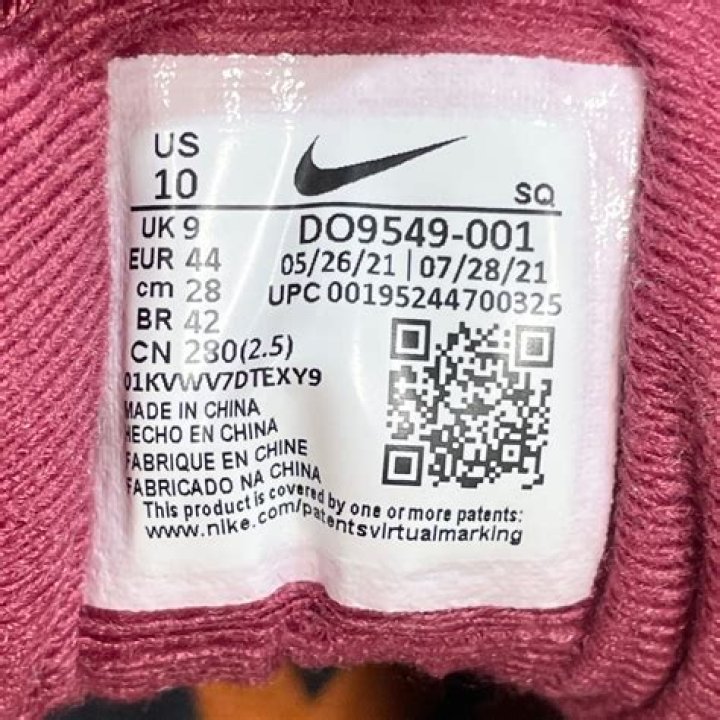 US
10
SQ
UK 9
DO9549-001
EUR 44
05/26/21 | 07/28/21
cm 28
UPC 00195244700325
BR 42
CN 280(2.5)
01KVWV7DTEXY9
MADE IN CHINA
HECHO EN CHINA
FABRIQUE EN CHINE
FABRICADO NA CHINA
This product is covered by one or more patents:
www.nike.com/patentsvirtualmarking